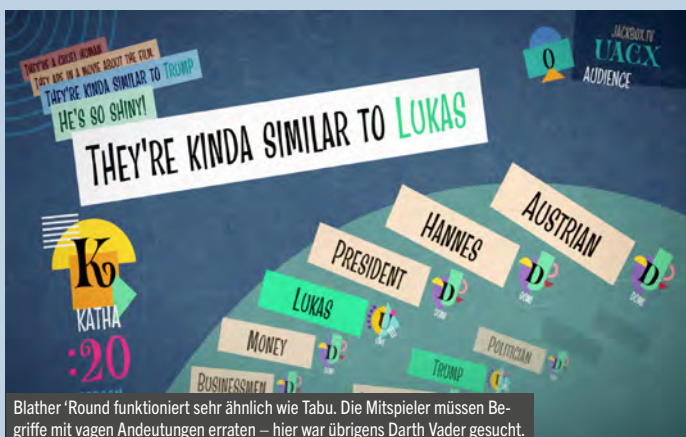 THEY'RE A CRUEL HUMAN
THEY ARE IN A MOVIE ABOUT THE FILM
THEY'RE KINDA SIMILAR TO TRUMP
HE'S SO SHINY!
THEY'RE KINDA SIMILAR TO LUKAS
JACKBOX.TV
UACX
0
AUDIENCE
K
KATHA
:20
AUSTRIAN
D
HANNES
D
PRESIDENT
D
LUKAS
U
MONEY
D
POLITICIAN
D
TRUMP
U
BUSINESSMEN
D
Blather ‘Round funktioniert sehr ähnlich wie Tabu. Die Mitspieler müssen Be-
griffe mit vagen Andeutungen erraten – hier war übrigens Darth Vader gesucht.